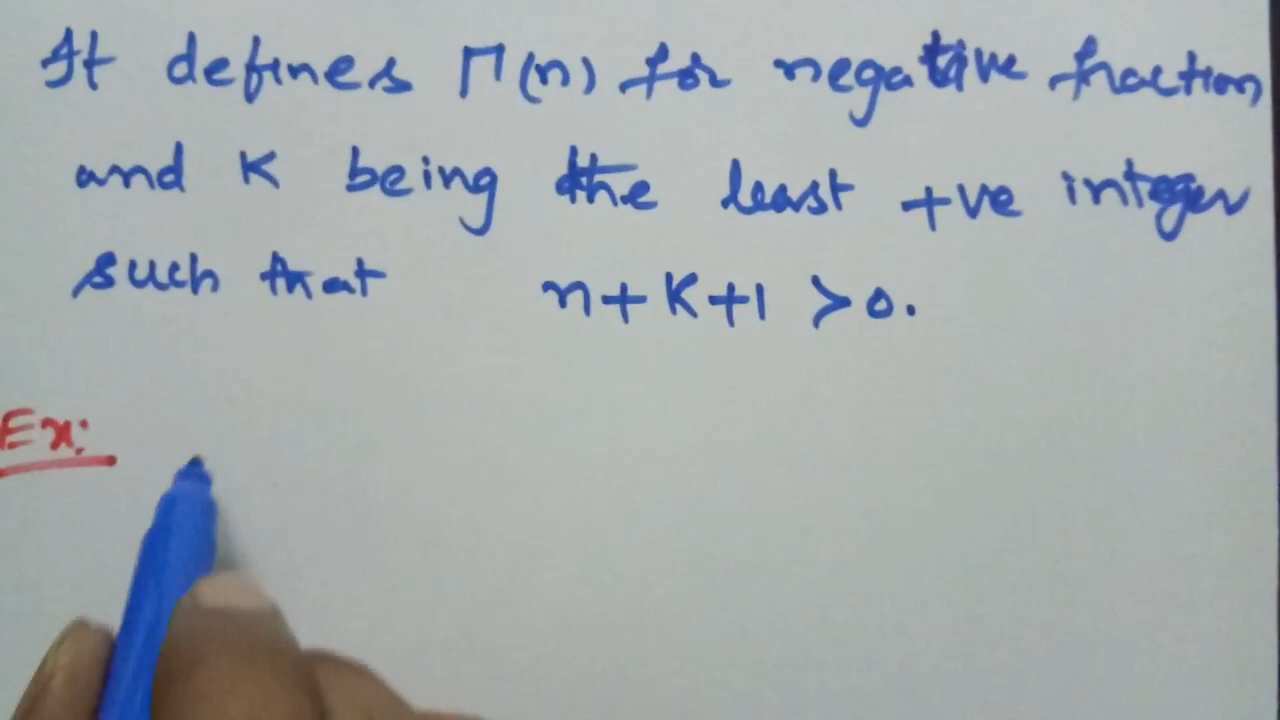 It defines Γ(n) for negative fraction
and K being the least +ve integer
such that n+K+1 >0.
Ex: